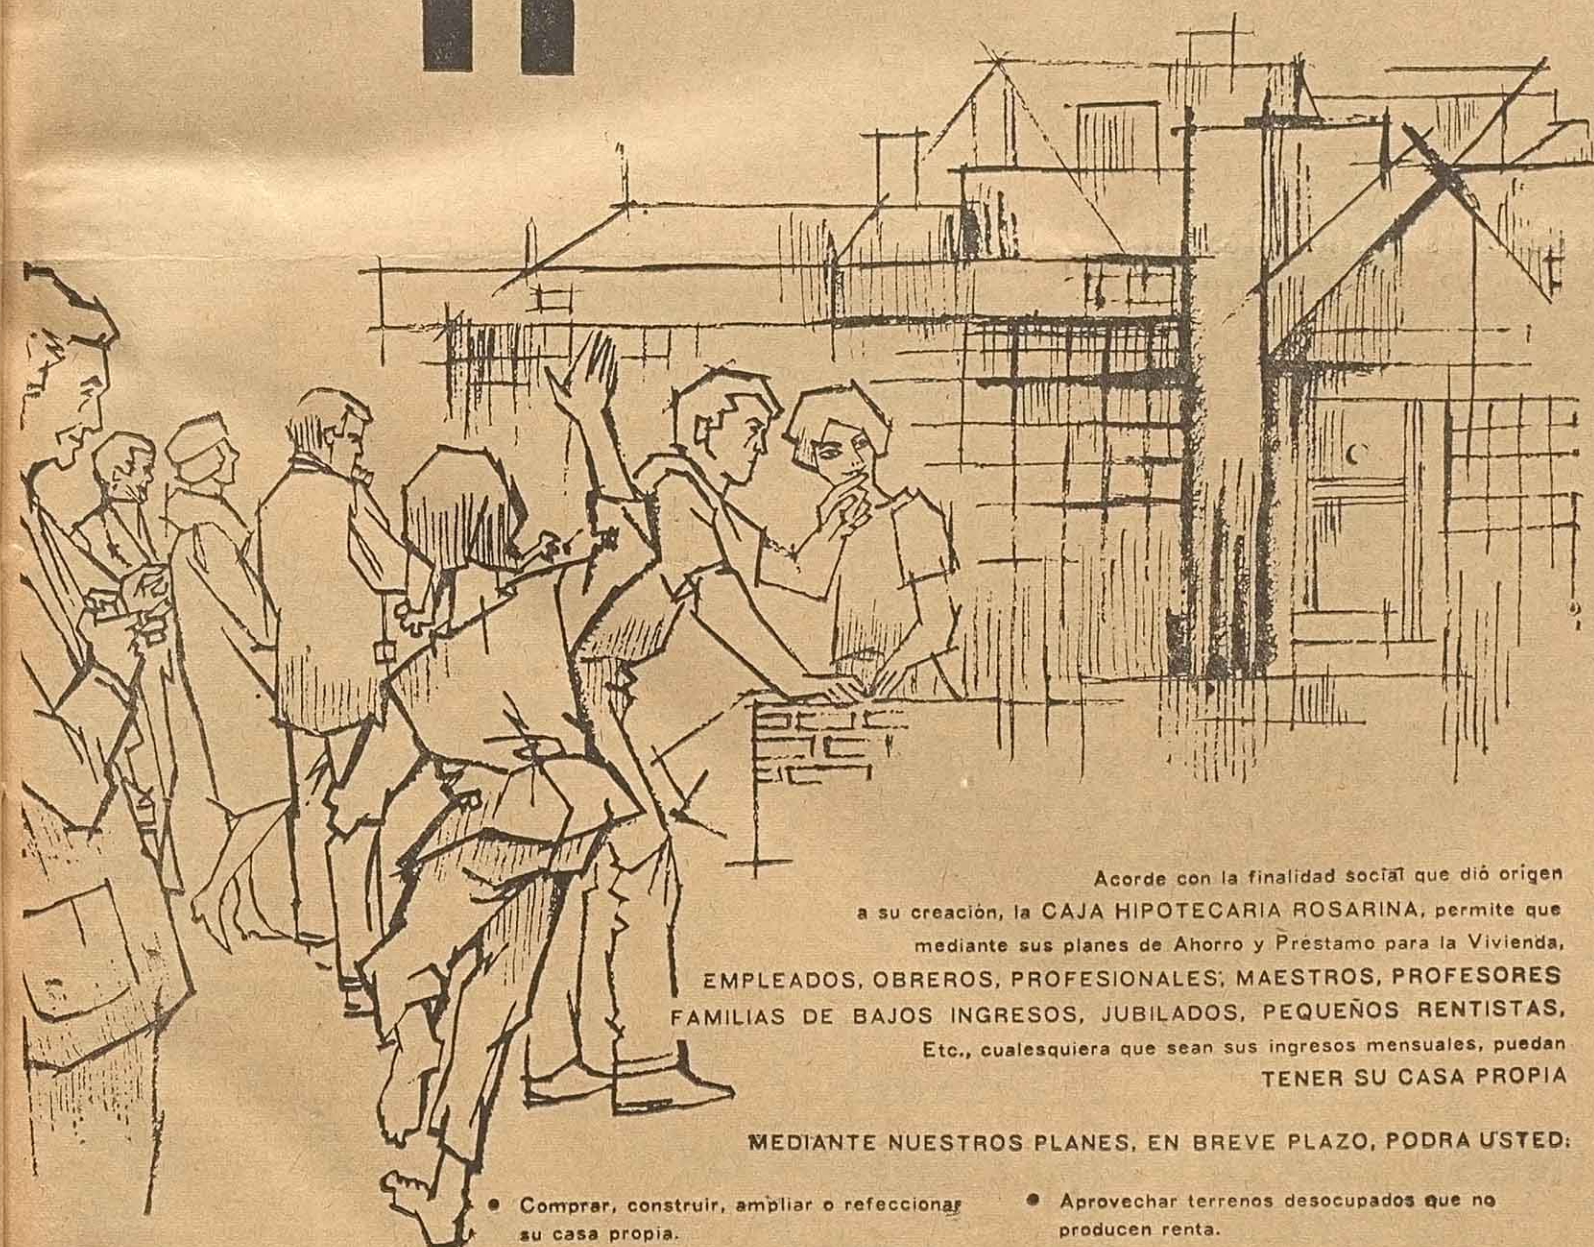 Acorde con la finalidad social que dió origen
a su creación, la CAJA HIPOTECARIA ROSARINA, permite que
mediante sus planes de Ahorro y Préstamo para la Vivienda,
EMPLEADOS, OBREROS, PROFESIONALES, MAESTROS, PROFESORES
FAMILIAS DE BAJOS INGRESOS, JUBILADOS, PEQUEÑOS RENTISTAS,
Etc., cualesquiera que sean sus ingresos mensuales, puedan
TENER SU CASA PROPIA
MEDIANTE NUESTROS PLANES, EN BREVE PLAZO, PODRA USTED:
• Comprar, construir, ampliar o refeccionar
su casa propia.
• Aprovechar terrenos desocupados que no
producen renta.